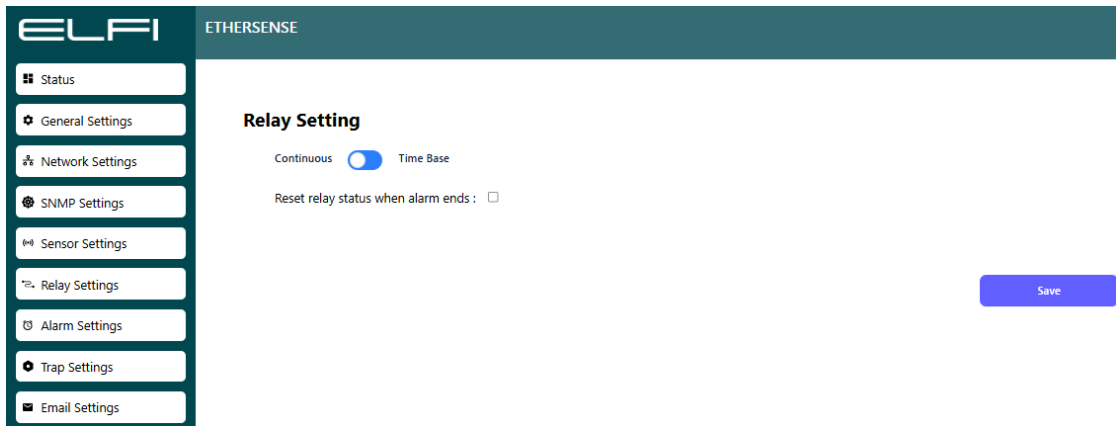 ELFI
ETHERSENSE
Status
General Settings
Network Settings
SNMP Settings
Sensor Settings
Relay Settings
Alarm Settings
Trap Settings
Email Settings
Relay Setting
Continuous Time Base
Reset relay status when alarm ends :
Save